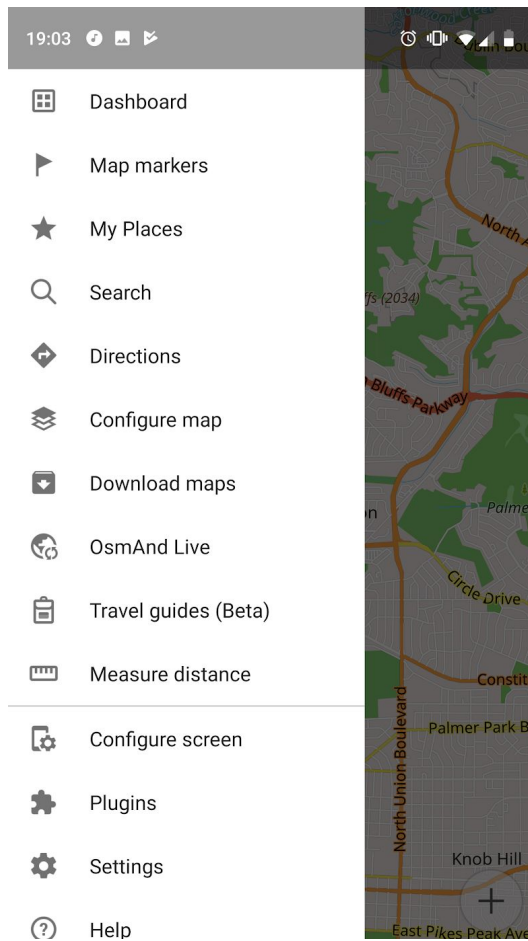 19:03
Dashboard
Map markers
My Places
Search
Directions
Configure map
Download maps
OsmAnd Live
Travel guides (Beta)
Measure distance
Configure screen
Plugins
Settings
Help
North
(2034)
Bluffs Parkway
Palme
Circle Drive
Constit
North Union Boulevard
Palmer Park B
Knob Hill
East Pikes Peak Ave